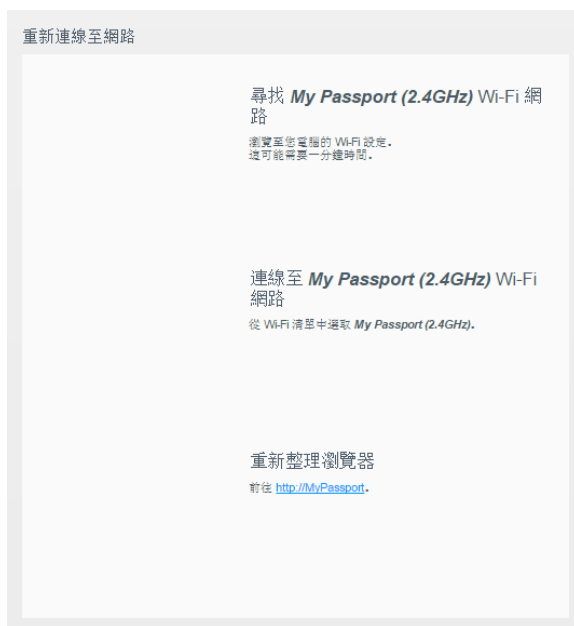 重新連線至網路
尋找 My Passport (2.4GHz) Wi-Fi 網
路
瀏覽至您電腦的 Wi-Fi 設定。
這可能需要一分鐘時間。
連線至 My Passport (2.4GHz) Wi-Fi
網路
從 Wi-Fi 清單中選取 My Passport (2.4GHz)。
重新整理瀏覽器
前往 http://MyPassport。